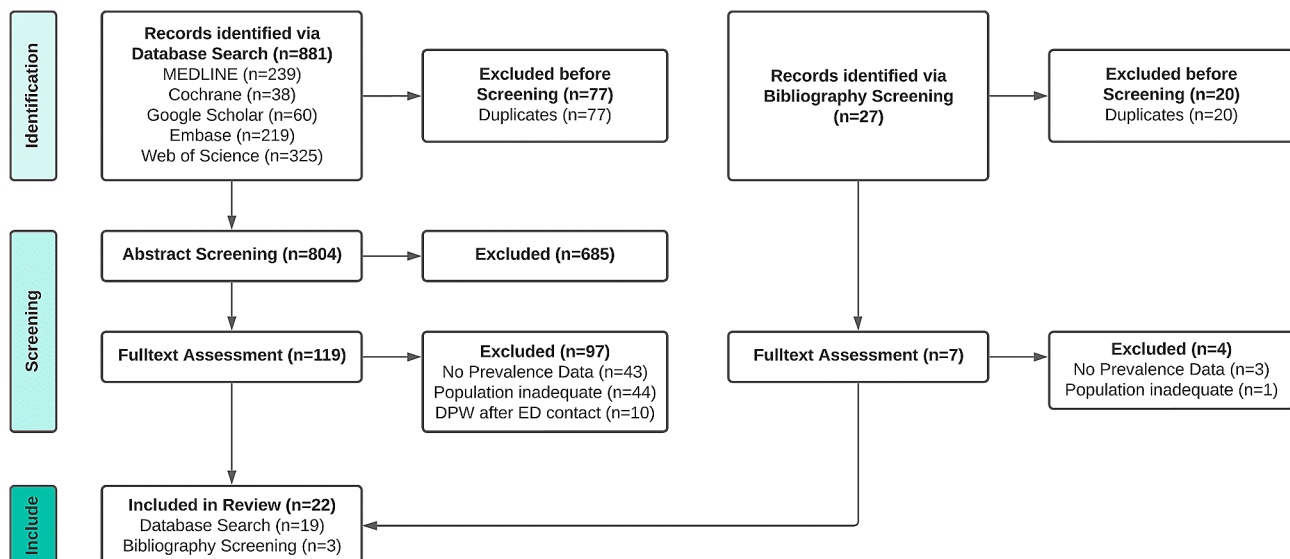 Identification
Records identified via
Database Search (n=881)
MEDLINE (n=239)
Cochrane (n=38)
Google Scholar (n=60)
Embase (n=219)
Web of Science (n=325)
Excluded before
Screening (n=77)
Duplicates (n=77)
Records identified via
Bibliography Screening
(n=27)
Excluded before
Screening (n=20)
Duplicates (n=20)
Screening
Abstract Screening (n=804)
Excluded (n=685)
Fulltext Assessment (n=119)
Excluded (n=97)
No Prevalence Data (n=43)
Population inadequate (n=44)
DPW after ED contact (n=10)
Fulltext Assessment (n=7)
Excluded (n=4)
No Prevalence Data (n=3)
Population inadequate (n=1)
Include
Included in Review (n=22)
Database Search (n=19)
Bibliography Screening (n=3)